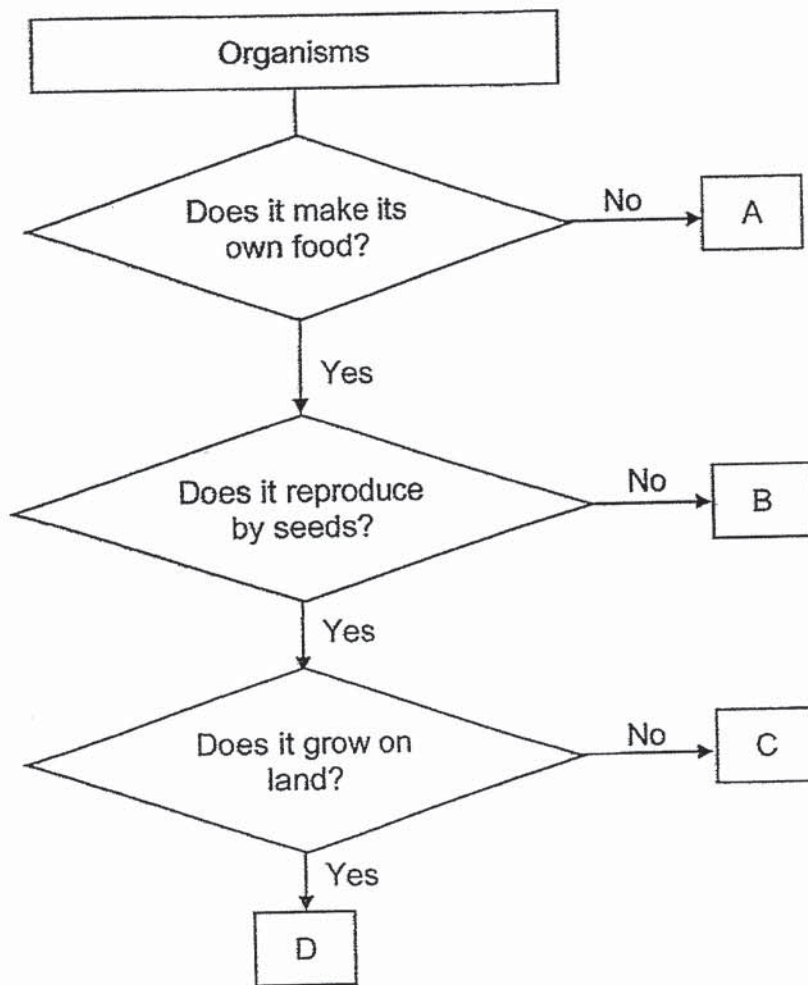 Organisms
Does it make its
own food?
No
A
Yes
Does it reproduce
by seeds?
No
B
Yes
Does it grow on
land?
No
C
Yes
D